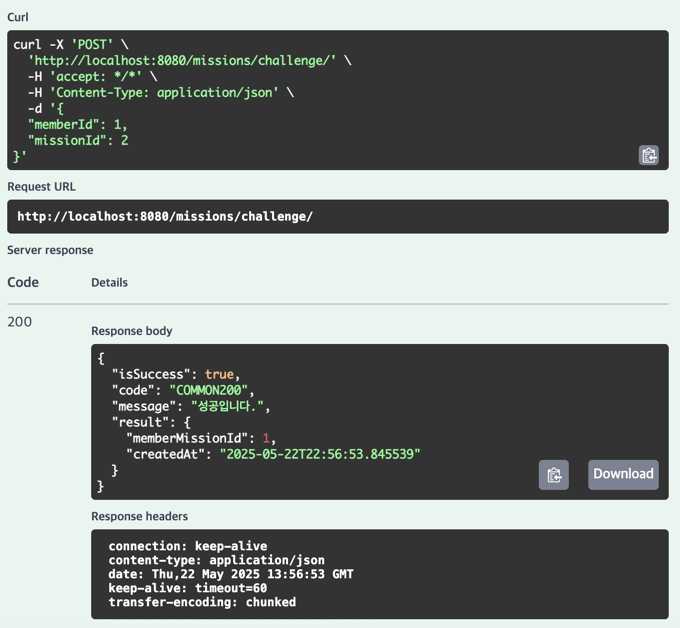 Curl
curl -X 'POST' \
  'http://localhost:8080/missions/challenge/' \
  -H 'accept: */*' \
  -H 'Content-Type: application/json' \
  -d '{
  "memberId": 1,
  "missionId": 2
}'
Request URL
http://localhost:8080/missions/challenge/
Server response
Code Details
200
Response body
{
  "isSuccess": true,
  "code": "COMMON200",
  "message": "성공입니다.",
  "result": {
    "memberMissionId": 1,
    "createdAt": "2025-05-22T22:56:53.845539"
  }
}
Download
Response headers
connection: keep-alive
content-type: application/json
date: Thu,22 May 2025 13:56:53 GMT
keep-alive: timeout=60
transfer-encoding: chunked